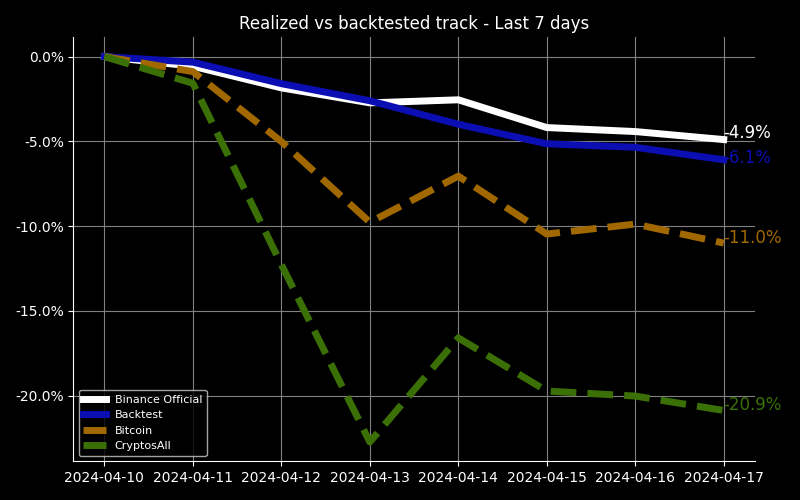 Realized vs backtested track - Last 7 days
0.0%
-5.0%
-10.0%
-15.0%
-20.0%
-4.9%
-6.1%
-11.0%
-20.9%
Binance Official
Backtest
Bitcoin
CryptosAll
2024-04-10 2024-04-11 2024-04-12 2024-04-13 2024-04-14 2024-04-15 2024-04-16 2024-04-17